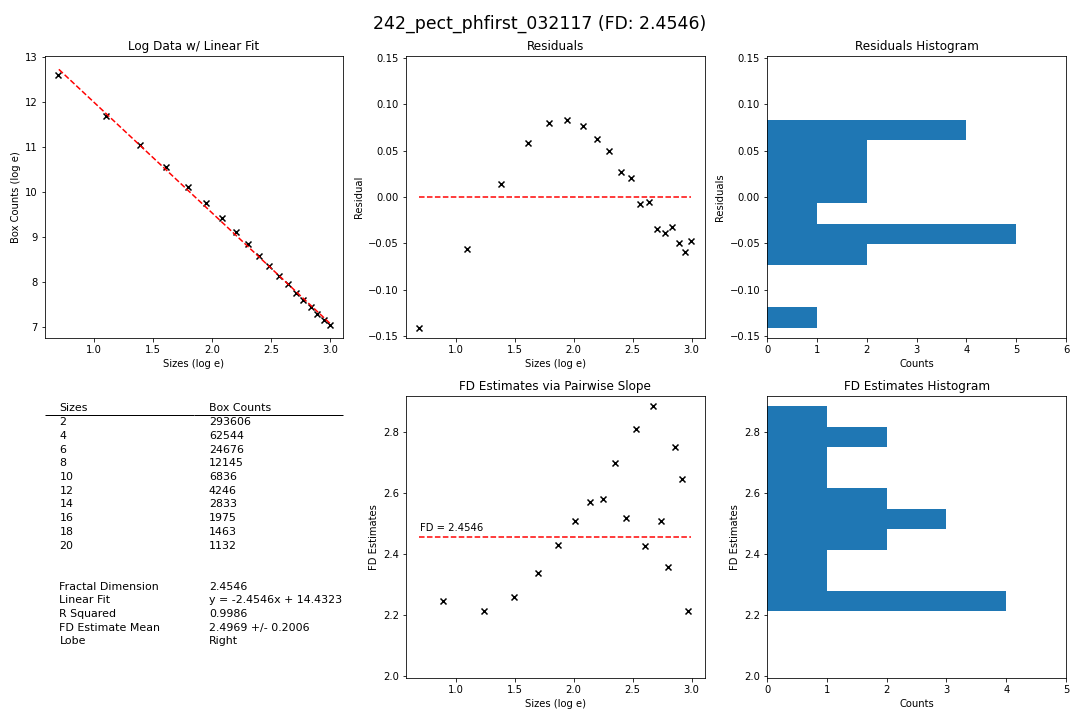 242_pect_phfirst_032117 (FD: 2.4546)
Log Data w/ Linear Fit
13
12
11
10
9
8
7
Box Counts (log e)
1.0 1.5 2.0 2.5 3.0
Sizes (log e)
Residuals
0.15
0.10
0.05
0.00
−0.05
−0.10
−0.15
Residual
1.0 1.5 2.0 2.5 3.0
Sizes (log e)
Residuals Histogram
0.15
0.10
0.05
0.00
−0.05
−0.10
−0.15
Residuals
0 1 2 3 4 5 6
Counts
Sizes Box Counts
2 293606
4 62544
6 24676
8 12145
10 6836
12 4246
14 2833
16 1975
18 1463
20 1132
Fractal Dimension 2.4546
Linear Fit y = -2.4546x + 14.4323
R Squared 0.9986
FD Estimate Mean 2.4969 +/- 0.2006
Lobe Right
FD Estimates via Pairwise Slope
2.8
2.6
2.4
2.2
2.0
FD Estimates
FD = 2.4546
1.0 1.5 2.0 2.5 3.0
Sizes (log e)
FD Estimates Histogram
2.8
2.6
2.4
2.2
2.0
FD Estimates
0 1 2 3 4 5
Counts